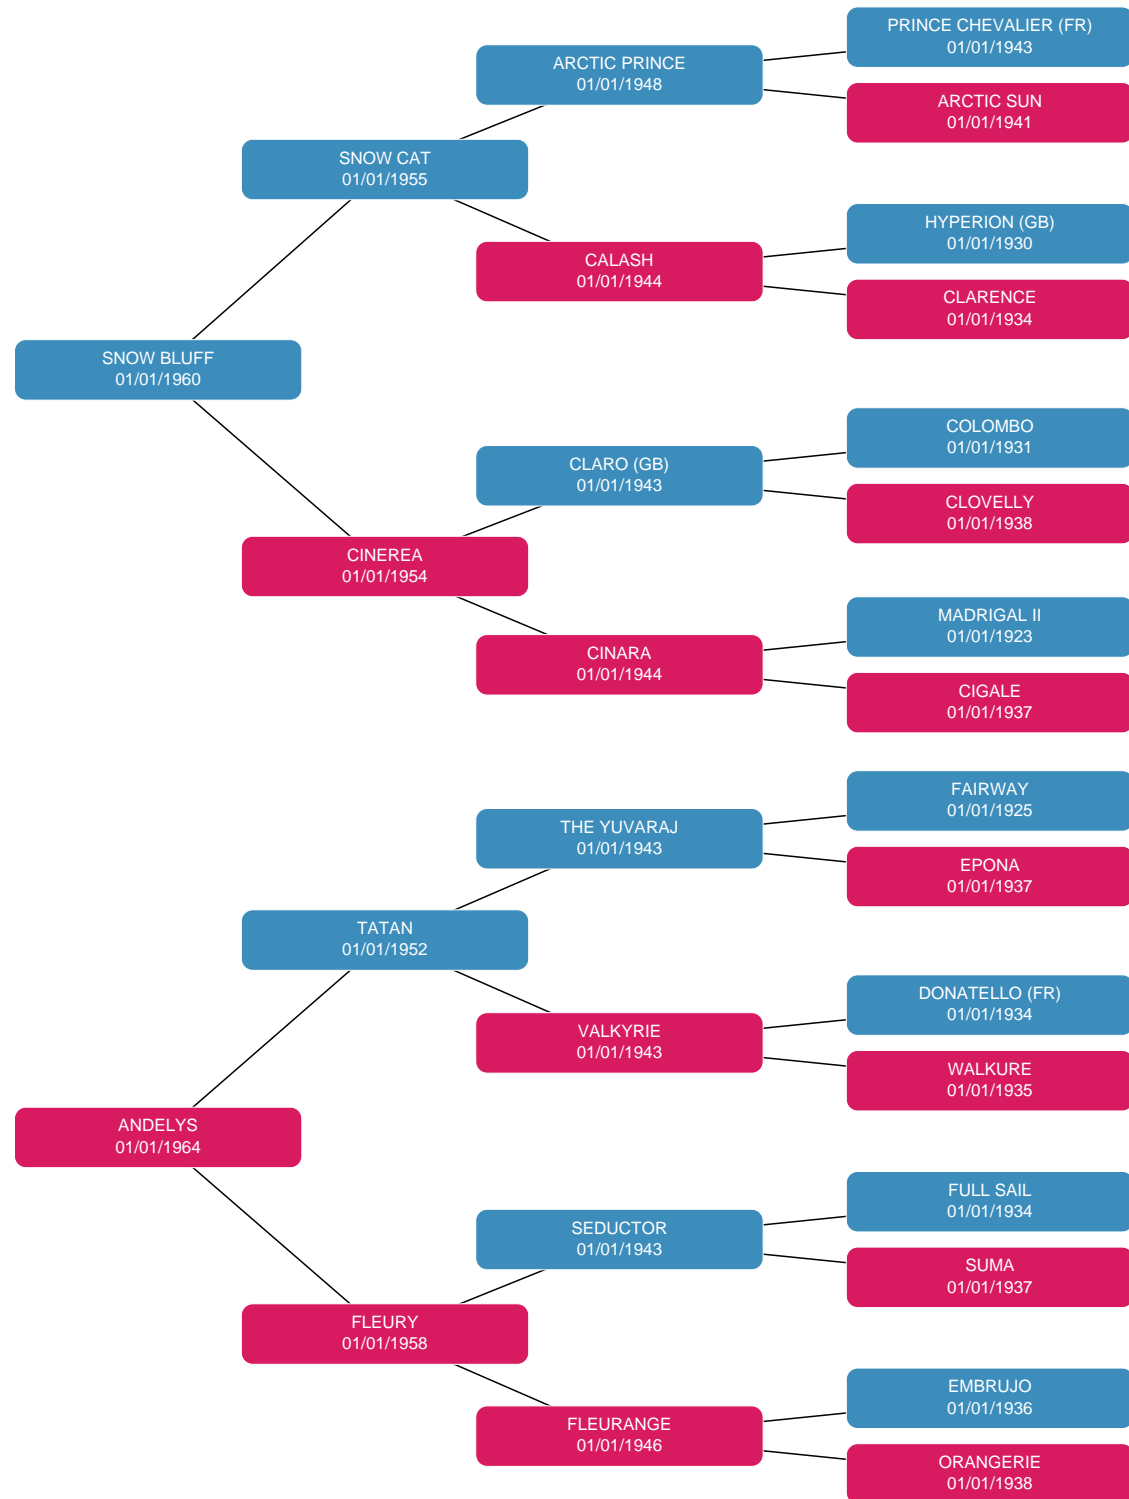 PRINCE CHEVALIER (FR)
01/01/1943
ARCTIC PRINCE
01/01/1948
ARCTIC SUN
01/01/1941
SNOW CAT
01/01/1955
HYPERION (GB)
01/01/1930
CALASH
01/01/1944
CLARENCE
01/01/1934
SNOW BLUFF
01/01/1960
COLOMBO
01/01/1931
CLARO (GB)
01/01/1943
CLOVELLY
01/01/1938
CINEREA
01/01/1954
MADRIGAL II
01/01/1923
CINARA
01/01/1944
CIGALE
01/01/1937
FAIRWAY
01/01/1925
THE YUVARAJ
01/01/1943
EPONA
01/01/1937
TATAN
01/01/1952
DONATELLO (FR)
01/01/1934
VALKYRIE
01/01/1943
WALKURE
01/01/1935
ANDELYS
01/01/1964
FULL SAIL
01/01/1934
SEDUCTOR
01/01/1943
SUMA
01/01/1937
FLEURY
01/01/1958
EMBRUJO
01/01/1936
FLEURANGE
01/01/1946
ORANGERIE
01/01/1938